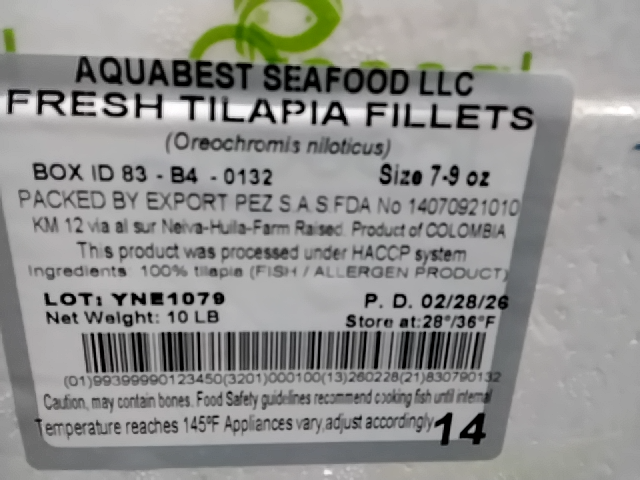 AQUABEST SEAFOOD LLC
FRESH TILAPIA FILLETS
(Oreochromis niloticus)
BOX ID 83 - B4 - 0132 Size 7-9 oz
PACKED BY EXPORT PEZ S.A.S.FDA No 14070921010
KM 12 via al sur Neiva-Huila-Farm Raised. Product of COLOMBIA
This product was processed under HACCP system
Ingredients: 100% tilapia (FISH / ALLERGEN PRODUCT)
LOT: YNE1079 P. D. 02/28/26
Net Weight: 10 LB Store at:28°/36°F
(01)99399990123450(3201)000100(13)260228(21)830790132
Caution, may contain bones. Food Safety guidelines recommend cooking fish until internal
Temperature reaches 145ºF Appliances vary,adjust accordingly
14